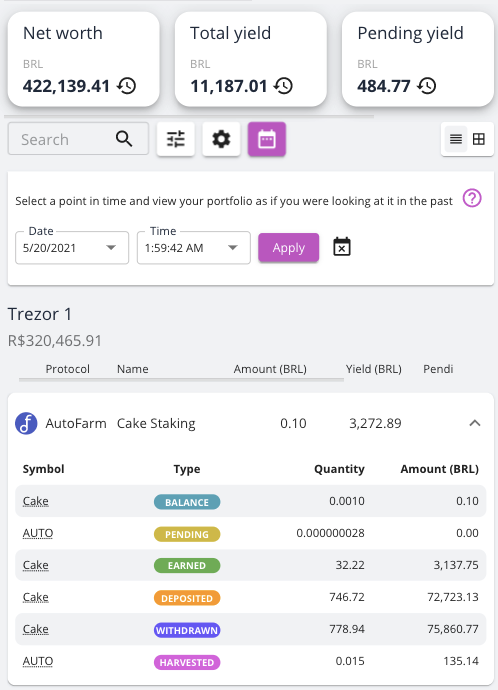 Net worth Total yield Pending yield
BRL BRL BRL
422,139.41 11,187.01 484.77
Search
Select a point in time and view your portfolio as if you were looking at it in the past ?
Date Time
5/20/2021 1:59:42 AM Apply
Trezor 1
R$320,465.91
Protocol Name Amount (BRL) Yield (BRL) Pendi
AutoFarm Cake Staking 0.10 3,272.89
Symbol Type Quantity Amount (BRL)
Cake BALANCE 0.0010 0.10
AUTO PENDING 0.000000028 0.00
Cake EARNED 32.22 3,137.75
Cake DEPOSITED 746.72 72,723.13
Cake WITHDRAWN 778.94 75,860.77
AUTO HARVESTED 0.015 135.14